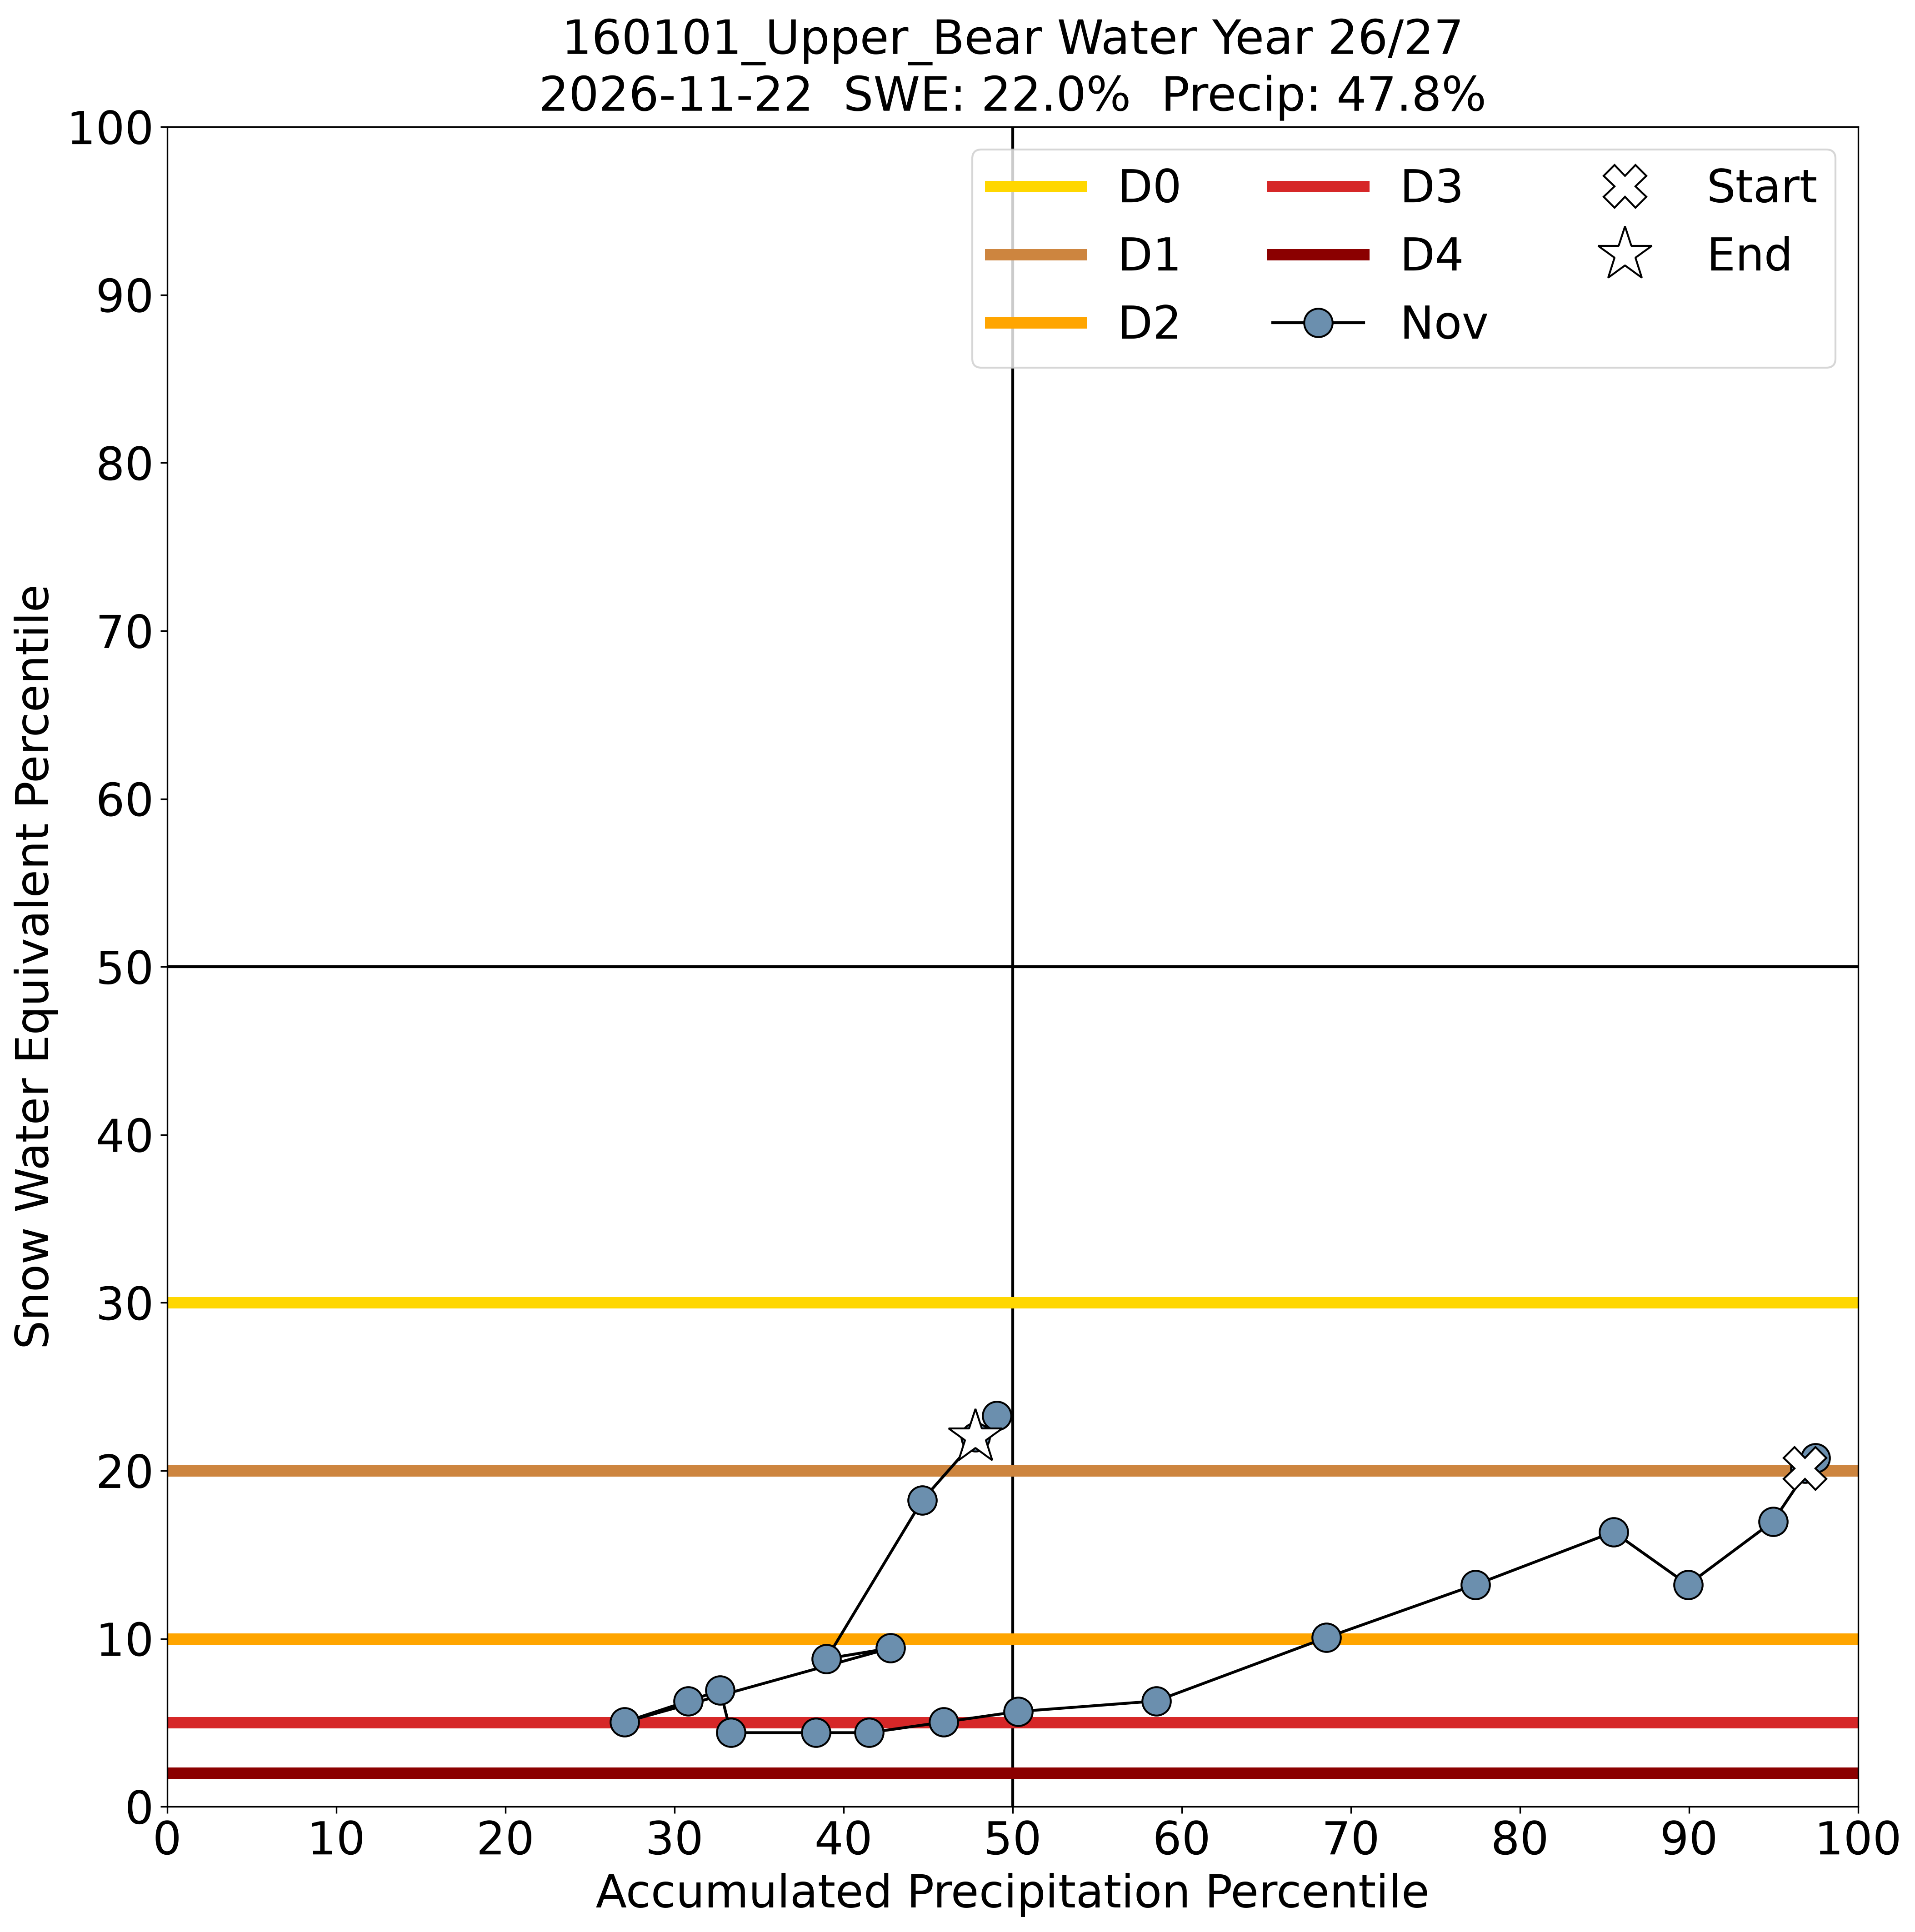 160101_Upper_Bear Water Year 26/27
2026-11-22  SWE: 22.0%  Precip: 47.8%
100
90
80
70
60
50
40
30
20
10
0
Snow Water Equivalent Percentile
D0
D1
D2
D3
D4
Nov
Start
End
0 10 20 30 40 50 60 70 80 90 100
Accumulated Precipitation Percentile